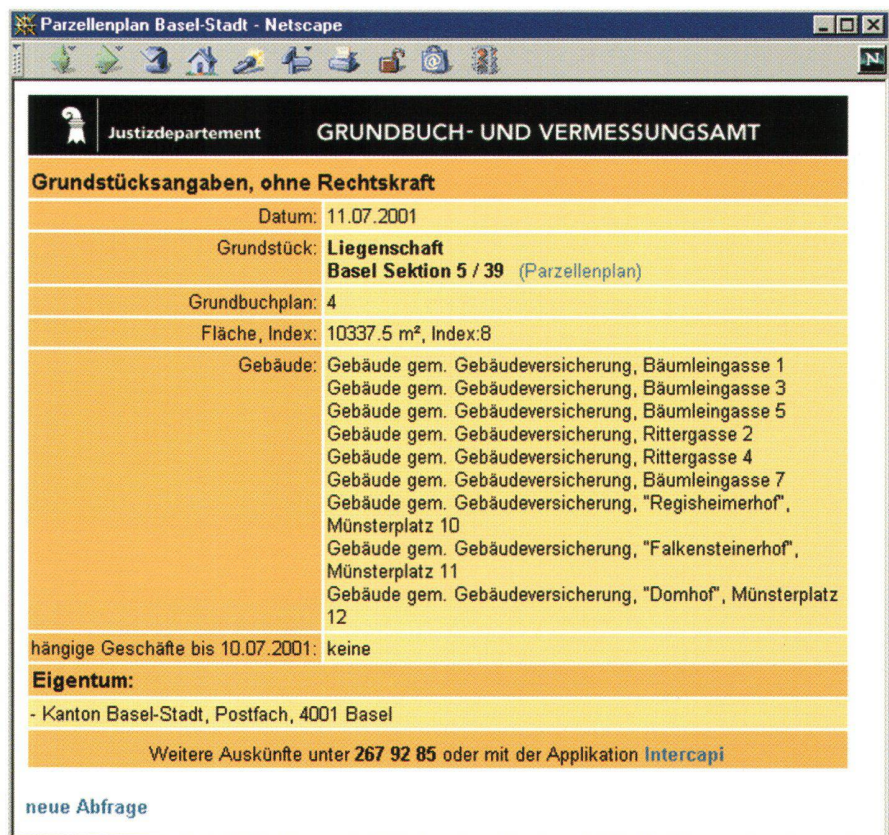 Parzellenplan Basel-Stadt - Netscape
N
Justizdepartement GRUNDBUCH- UND VERMESSUNGSAMT
Grundstücksangaben, ohne Rechtskraft
Datum: 11.07.2001
Grundstück: Liegenschaft
Basel Sektion 5 / 39 (Parzellenplan)
Grundbuchplan: 4
Fläche, Index: 10337.5 m², Index:8
Gebäude: Gebäude gem. Gebäudeversicherung, Bäumleingasse 1
Gebäude gem. Gebäudeversicherung, Bäumleingasse 3
Gebäude gem. Gebäudeversicherung, Bäumleingasse 5
Gebäude gem. Gebäudeversicherung, Rittergasse 2
Gebäude gem. Gebäudeversicherung, Rittergasse 4
Gebäude gem. Gebäudeversicherung, Bäumleingasse 7
Gebäude gem. Gebäudeversicherung, "Regisheimerhof",
Münsterplatz 10
Gebäude gem. Gebäudeversicherung, "Falkensteinerhof",
Münsterplatz 11
Gebäude gem. Gebäudeversicherung, "Domhof", Münsterplatz
12
hängige Geschäfte bis 10.07.2001: keine
Eigentum:
- Kanton Basel-Stadt, Postfach, 4001 Basel
Weitere Auskünfte unter 267 92 85 oder mit der Applikation Intercapi
neue Abfrage